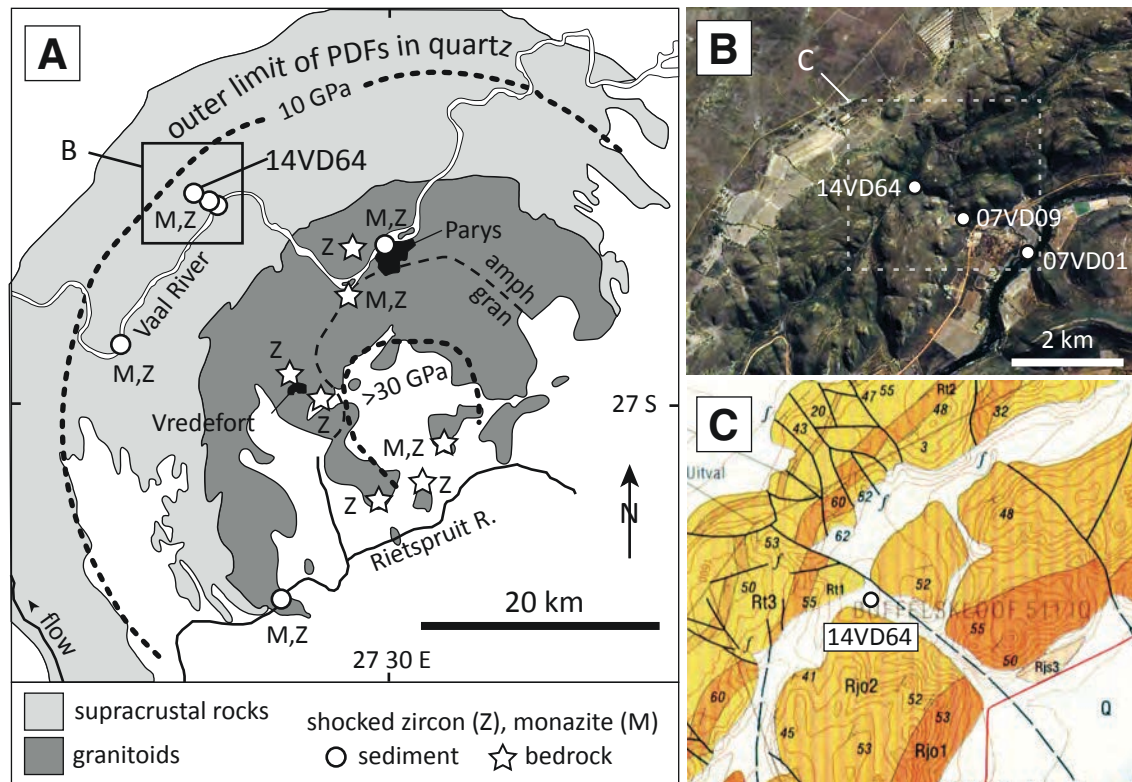 A
outer limit of PDFs in quartz
10 GPa
B
14VD64
M,Z
Vaal River
M,Z
Z
M,Z
Parys
amph
gran
M,Z
Z
Vredefort
Z
>30 GPa
27 S
M,Z
Z
Z
N
Rietspruit R.
20 km
M,Z
flow
27 30 E
supracrustal rocks
granitoids
shocked zircon (Z), monazite (M)
sediment
bedrock
B
C
14VD64
07VD09
07VD01
2 km
C
Uitval
f
20
43
47
55
Rt2
48
32
3
f
60
52
f
62
48
53
f
50
Rt3
55
Rt1
52
BUFFELSKLOOF 511 IQ
14VD64
55
50
Rjs3
f
60
41
Rjo2
52
45
53
53
Rjo1
Q